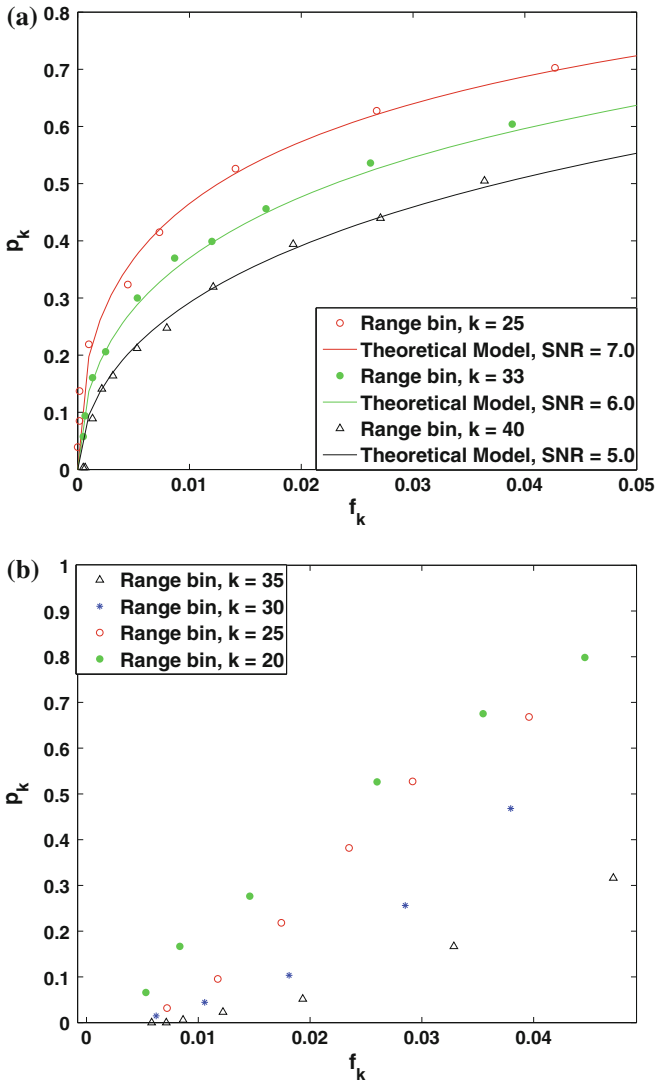 (a)
0.8
0.7
0.6
0.5
0.4
0.3
0.2
0.1
0
p_k
0 0.01 0.02 0.03 0.04 0.05
f_k
Range bin, k = 25
Theoretical Model, SNR = 7.0
Range bin, k = 33
Theoretical Model, SNR = 6.0
Range bin, k = 40
Theoretical Model, SNR = 5.0
(b)
1
0.9
0.8
0.7
0.6
0.5
0.4
0.3
0.2
0.1
0
p_k
0 0.01 0.02 0.03 0.04
f_k
Range bin, k = 35
Range bin, k = 30
Range bin, k = 25
Range bin, k = 20